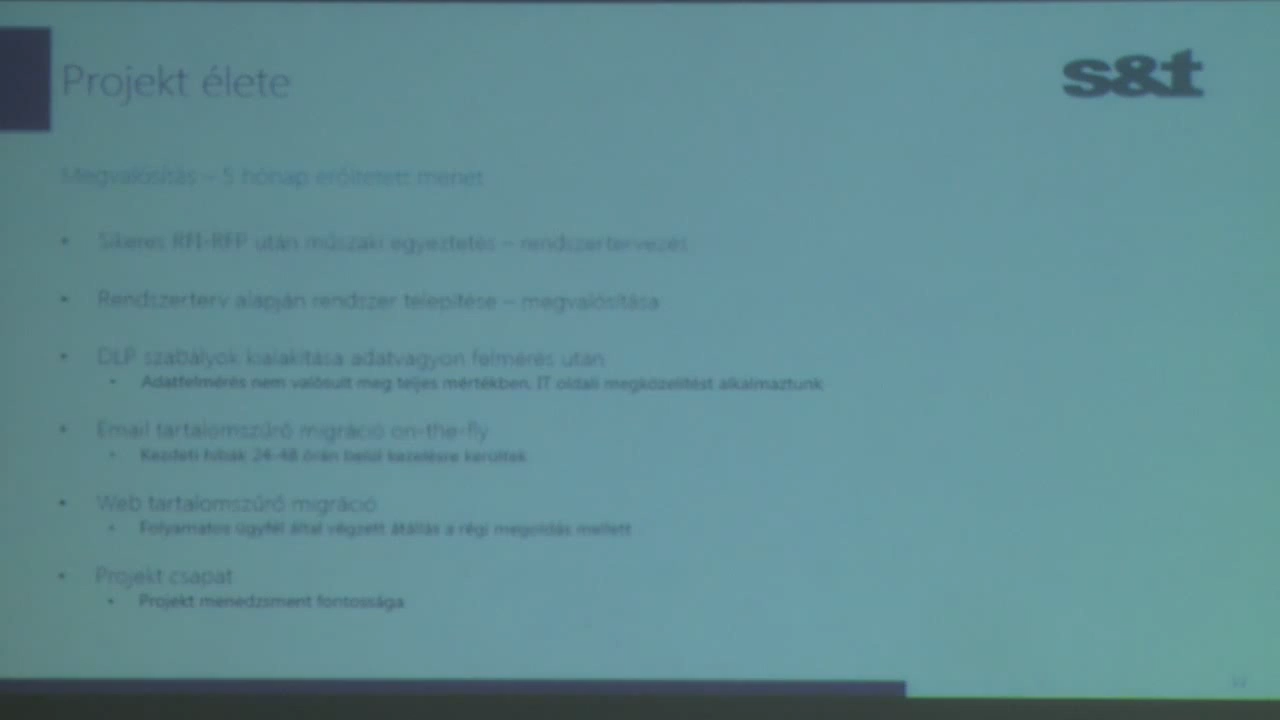 Projekt élete
s&t
Megvalósítás – 5 hónap erőltetett menet
• Sikeres RFI-RFP után műszaki egyeztetés – rendszertervezés
• Rendszerterv alapján rendszer telepítése – megvalósítása
• DLP szabályok kialakítása adatvagyon felmérés után
• Adatfelmérés nem valósult meg teljes mértékben, IT oldali megközelítést alkalmaztunk
• Email tartalomszűrő migráció on-the-fly
• Kezdeti hibák 24-48 órán belül kezelésre kerültek
• Web tartalomszűrő migráció
• Folyamatos ügyfél által végzett átállás a régi megoldás mellett
• Projekt csapat
• Projekt menedzsment fontossága